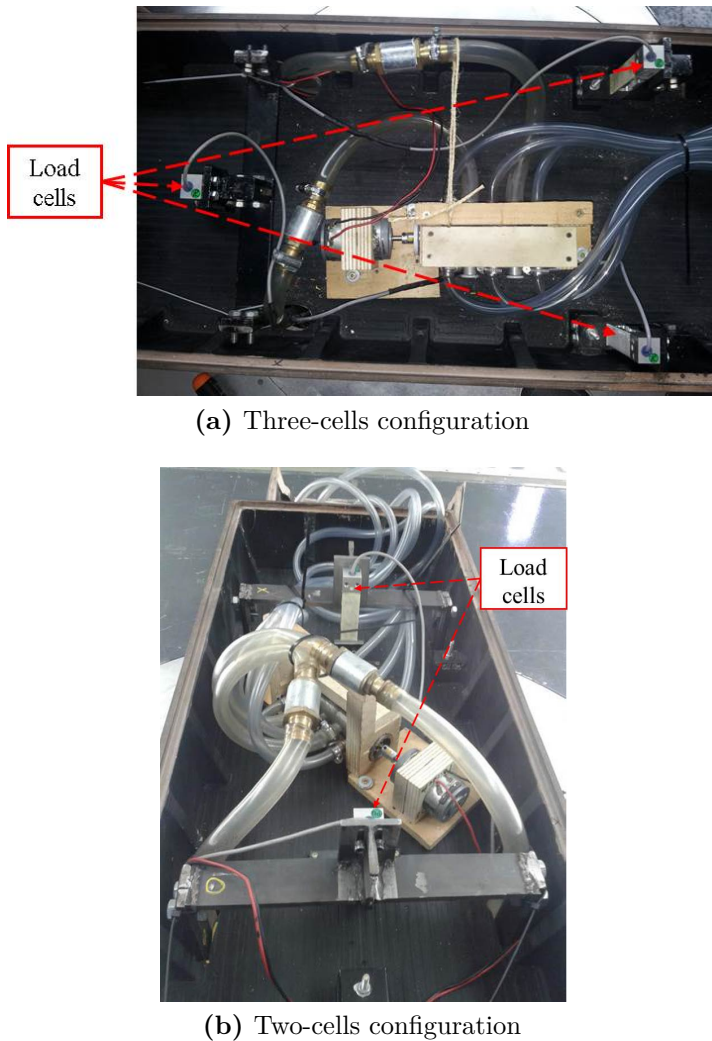 Load
cells
(a) Three-cells configuration
Load
cells
(b) Two-cells configuration